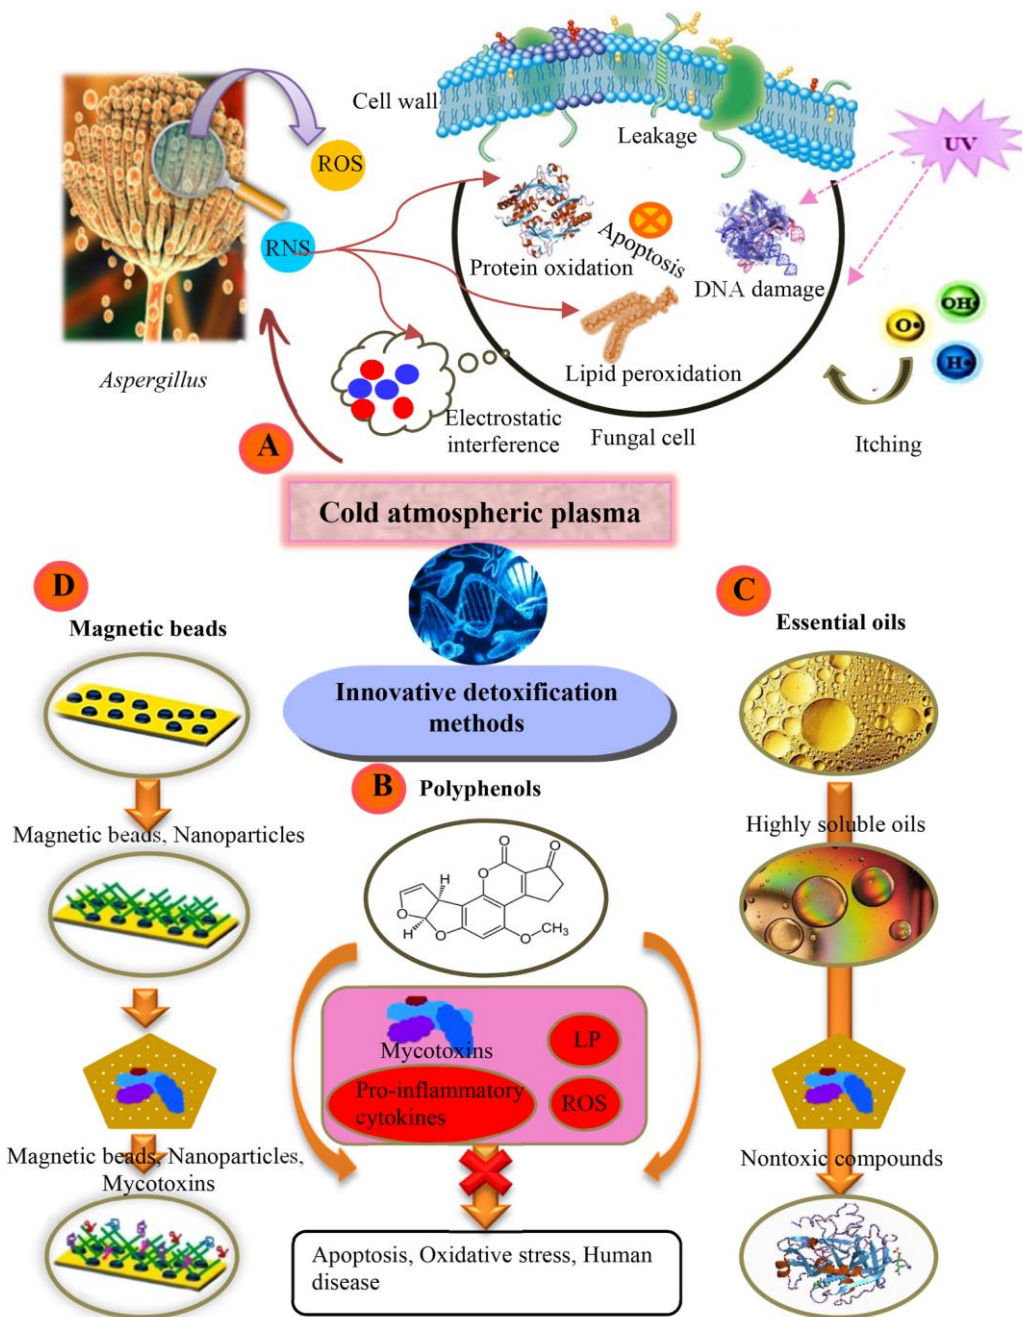 Cell wall
Leakage
UV
ROS
RNS
Protein oxidation
Apoptosis
DNA damage
O•
OH
H•
Lipid peroxidation
Aspergillus
Electrostatic
interference
Fungal cell
Itching
A
Cold atmospheric plasma
D
Magnetic beads
C
Essential oils
Innovative detoxification
methods
B
Polyphenols
Magnetic beads, Nanoparticles
Highly soluble oils
O
O
O
H
O
H
O
O
CH3
Mycotoxins
LP
Pro-inflammatory
cytokines
ROS
Magnetic beads, Nanoparticles,
Mycotoxins
Nontoxic compounds
Apoptosis, Oxidative stress, Human
disease